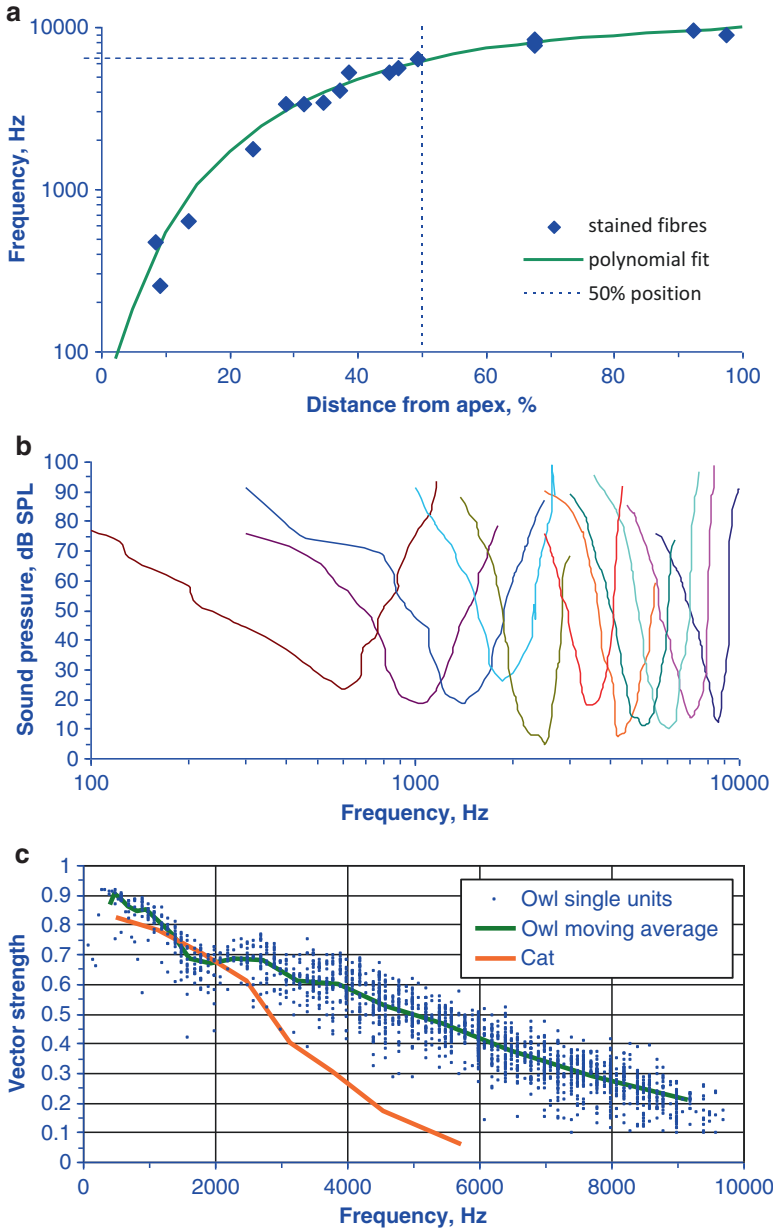 a
10000
1000
100
Frequency, Hz
stained fibres
polynomial fit
50% position
0 20 40 60 80 100
Distance from apex, %
b
100
90
80
70
60
50
40
30
20
10
0
Sound pressure, dB SPL
100 1000 10000
Frequency, Hz
c
1
0.9
0.8
0.7
0.6
0.5
0.4
0.3
0.2
0.1
0
Vector strength
Owl single units
Owl moving average
Cat
0 2000 4000 6000 8000 10000
Frequency, Hz